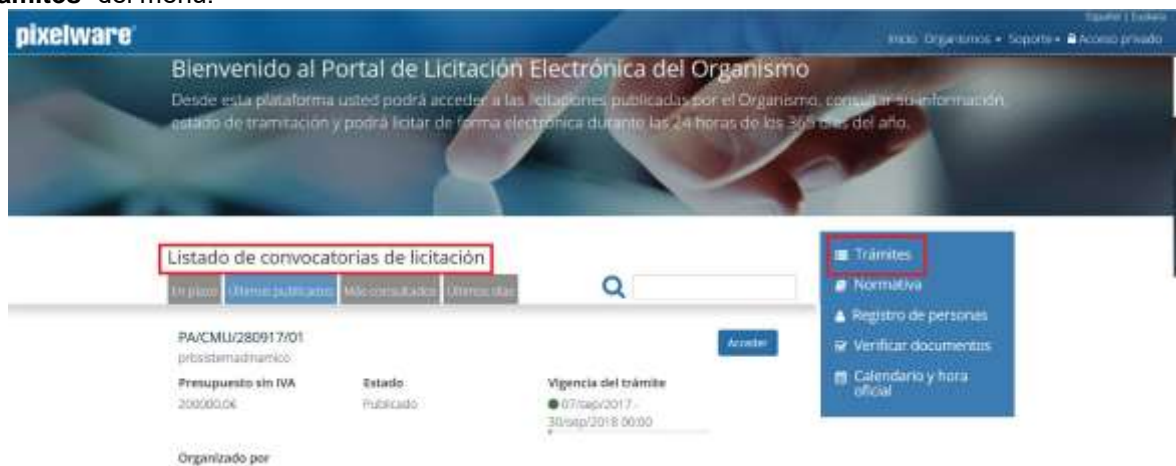 ámites" del menú.
Español | Euskera
pixelware
Inicio Organismos Soporte Acceso privado
Bienvenido al Portal de Licitación Electrónica del Organismo
Desde esta plataforma usted podrá acceder a las licitaciones publicadas por el Organismo, consultar su información,
estado de tramitación y podrá licitar de forma electrónica durante las 24 horas de los 365 días del año.
Listado de convocatorias de licitación
En plazo Últimos publicados Más consultados Últimos días
PA/CMU/280917/01
Acceder
prbsistemadinamico
Presupuesto sin IVA Estado Vigencia del trámite
200000,0€ Publicado 07/sep/2017 -
30/sep/2018 00:00
Organizado por
Trámites
Normativa
Registro de personas
Verificar documentos
Calendario y hora
oficial